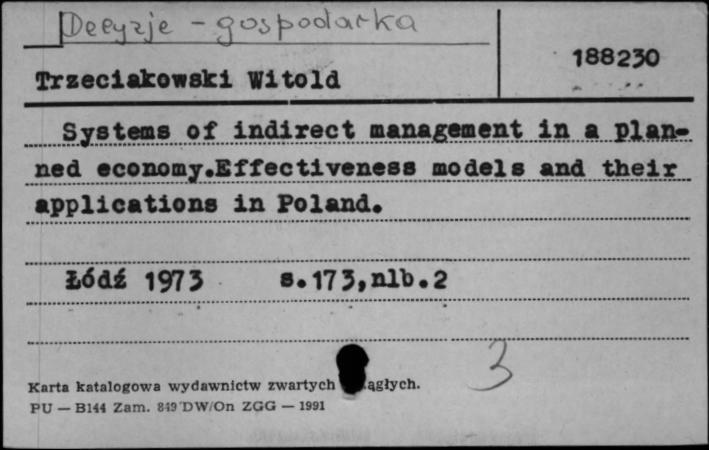 Decyzje - gospodarka
188230
Trzeciakowski Witold
Systems of indirect management in a plan-
ned economy.Effectiveness models and their
applications in Poland.
Łódź 1973 s.173,nlb.2
3
Karta katalogowa wydawnictw zwartych ągłych.
PU — B144 Zam. 849 DW/On ZGG — 1991